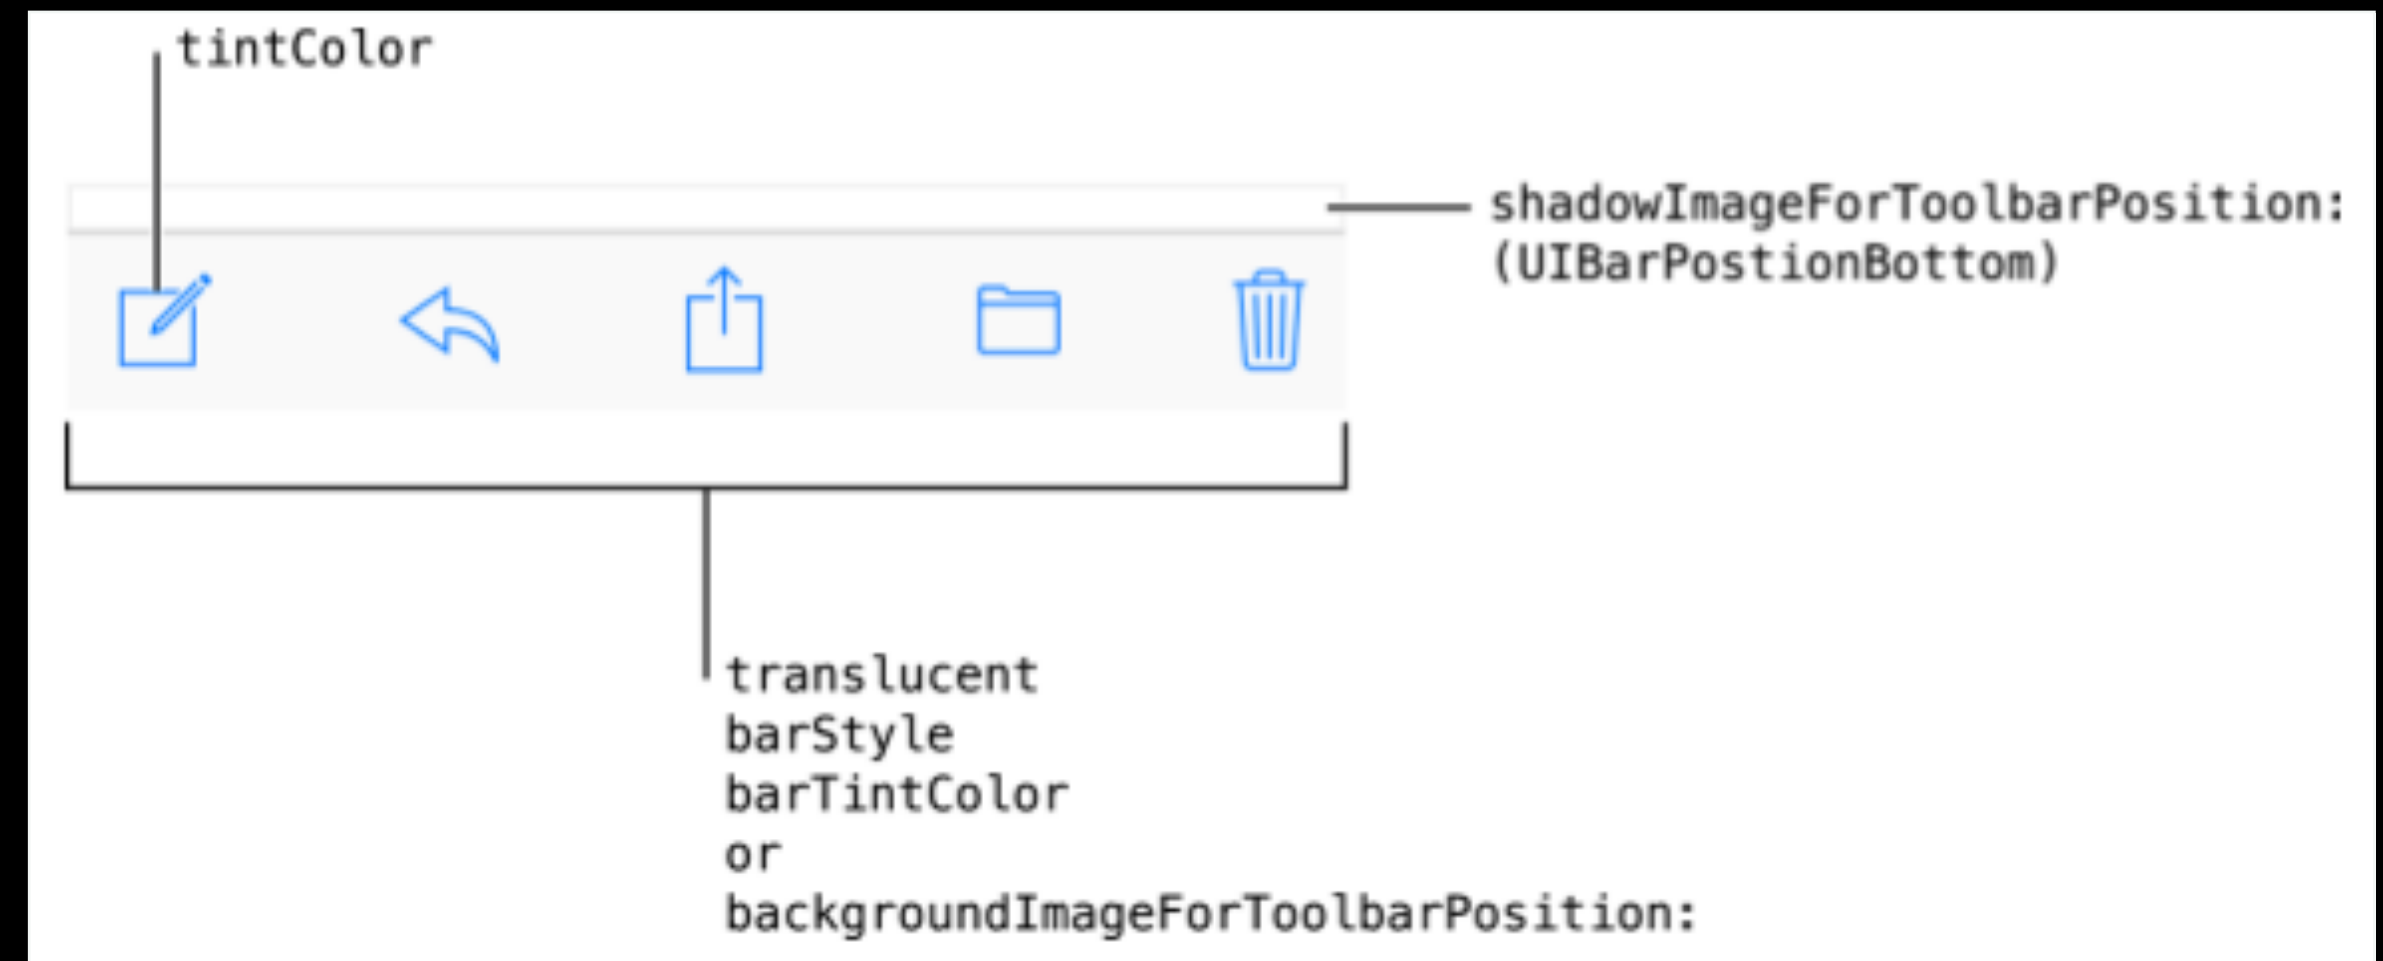 tintColor
shadowImageForToolbarPosition:
(UIBarPostionBottom)
translucent
barStyle
barTintColor
or
backgroundImageForToolbarPosition: